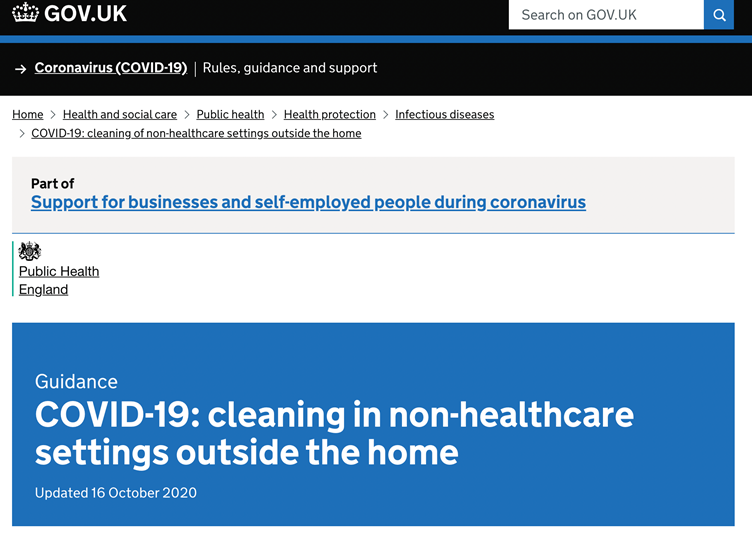 GOV.UK
Search on GOV.UK
→ Coronavirus (COVID-19) | Rules, guidance and support
Home > Health and social care > Public health > Health protection > Infectious diseases
> COVID-19: cleaning of non-healthcare settings outside the home
Part of
Support for businesses and self-employed people during coronavirus
Public Health
England
Guidance
COVID-19: cleaning in non-healthcare
settings outside the home
Updated 16 October 2020